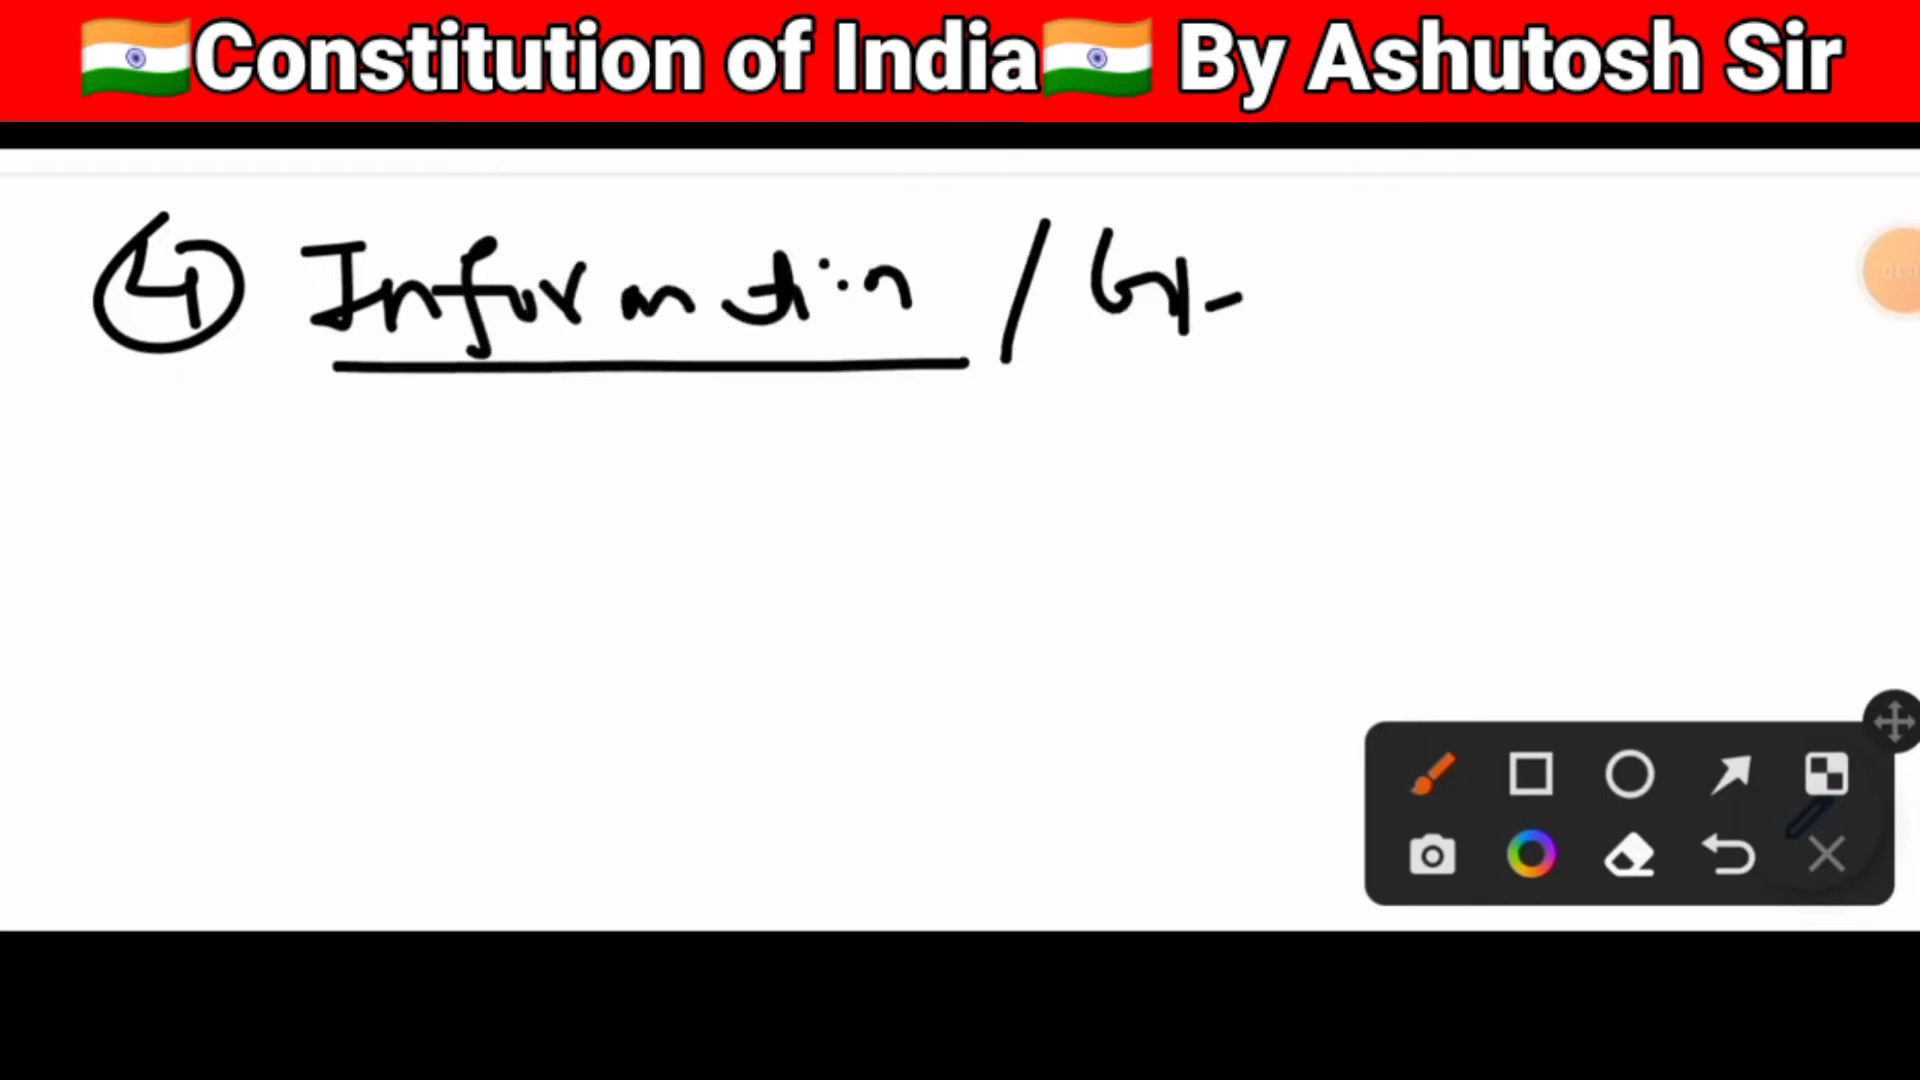 🇮🇳Constitution of India🇮🇳 By Ashutosh Sir
④ Information /